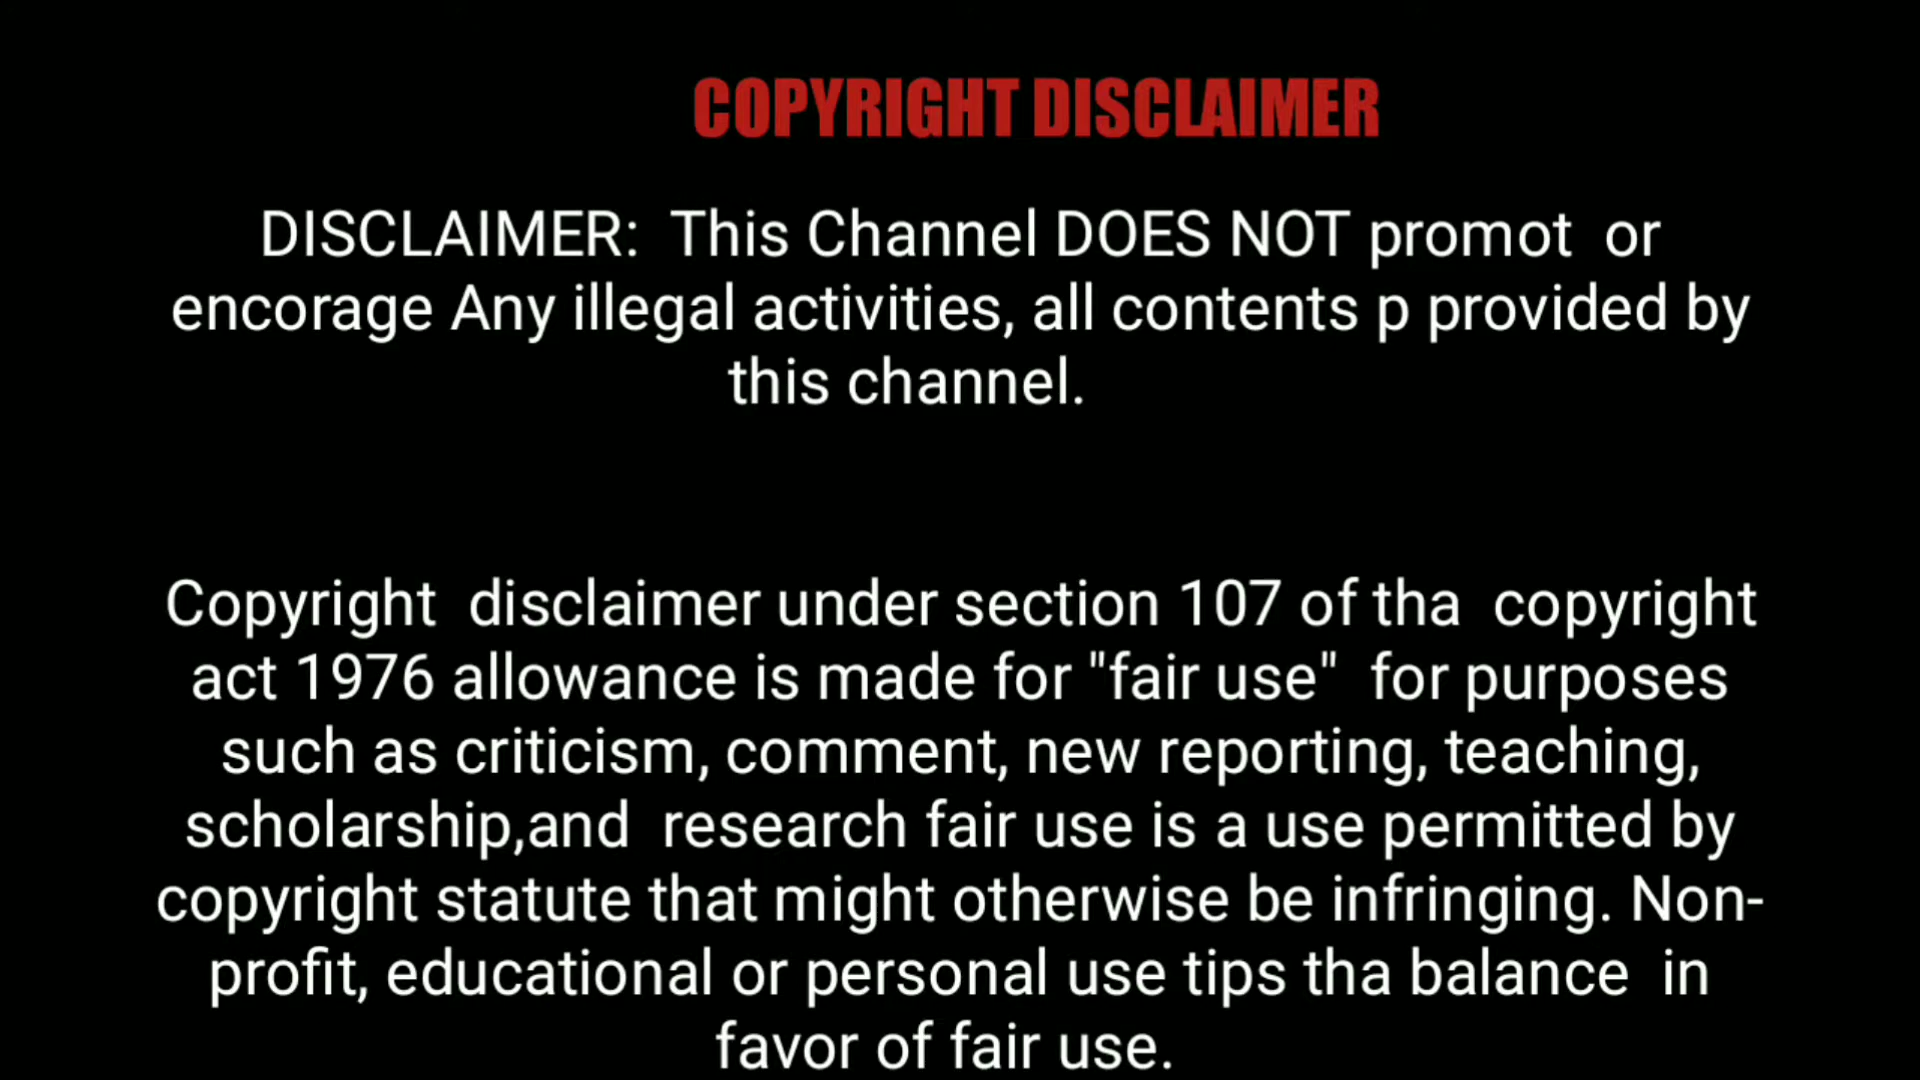 COPYRIGHT DISCLAIMER
DISCLAIMER: This Channel DOES NOT promot or
encorage Any illegal activities, all contents p provided by
this channel.
Copyright disclaimer under section 107 of tha copyright
act 1976 allowance is made for "fair use" for purposes
such as criticism, comment, new reporting, teaching,
scholarship,and research fair use is a use permitted by
copyright statute that might otherwise be infringing. Non-
profit, educational or personal use tips tha balance in
favor of fair use.